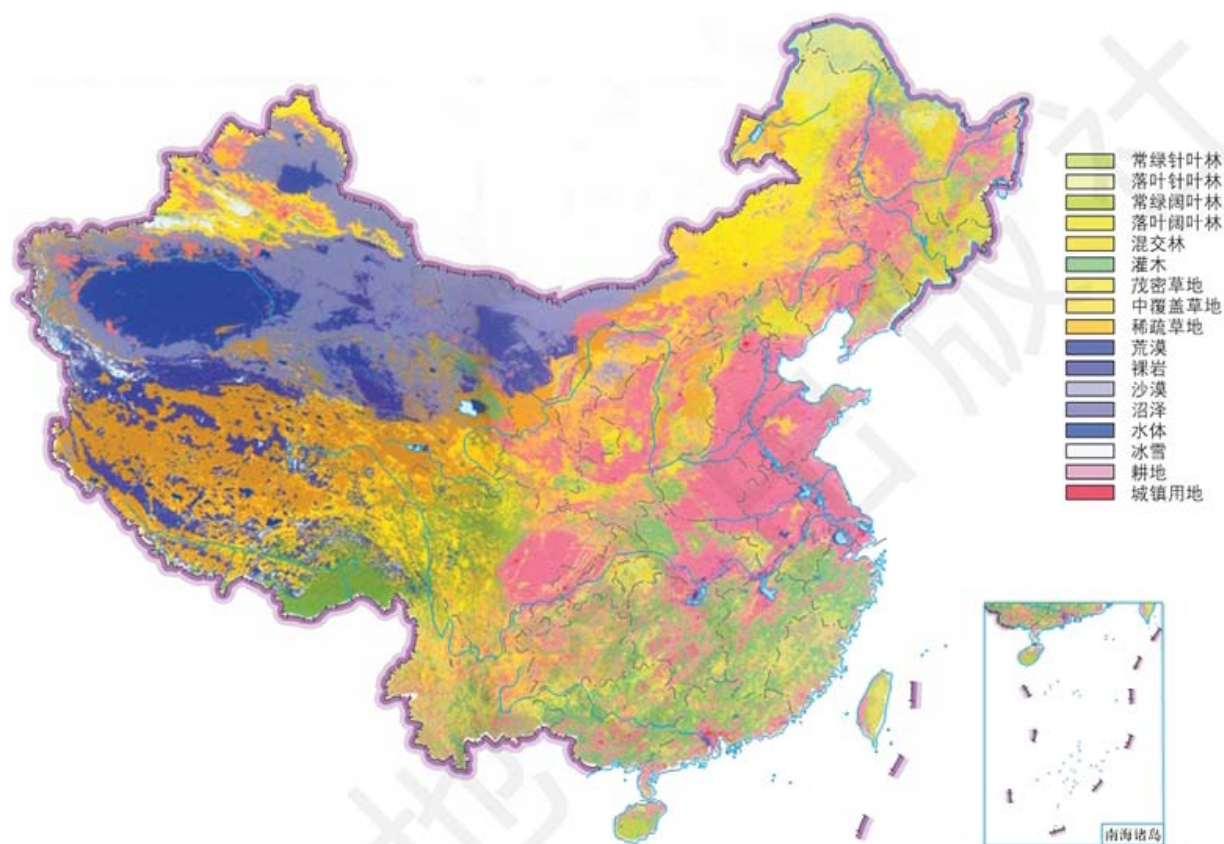 常绿针叶林
落叶针叶林
常绿阔叶林
落叶阔叶林
混交林
灌木
茂密草地
中覆盖草地
稀疏草地
荒漠
裸岩
沙漠
沼泽
水体
冰雪
耕地
城镇用地
南海诸岛